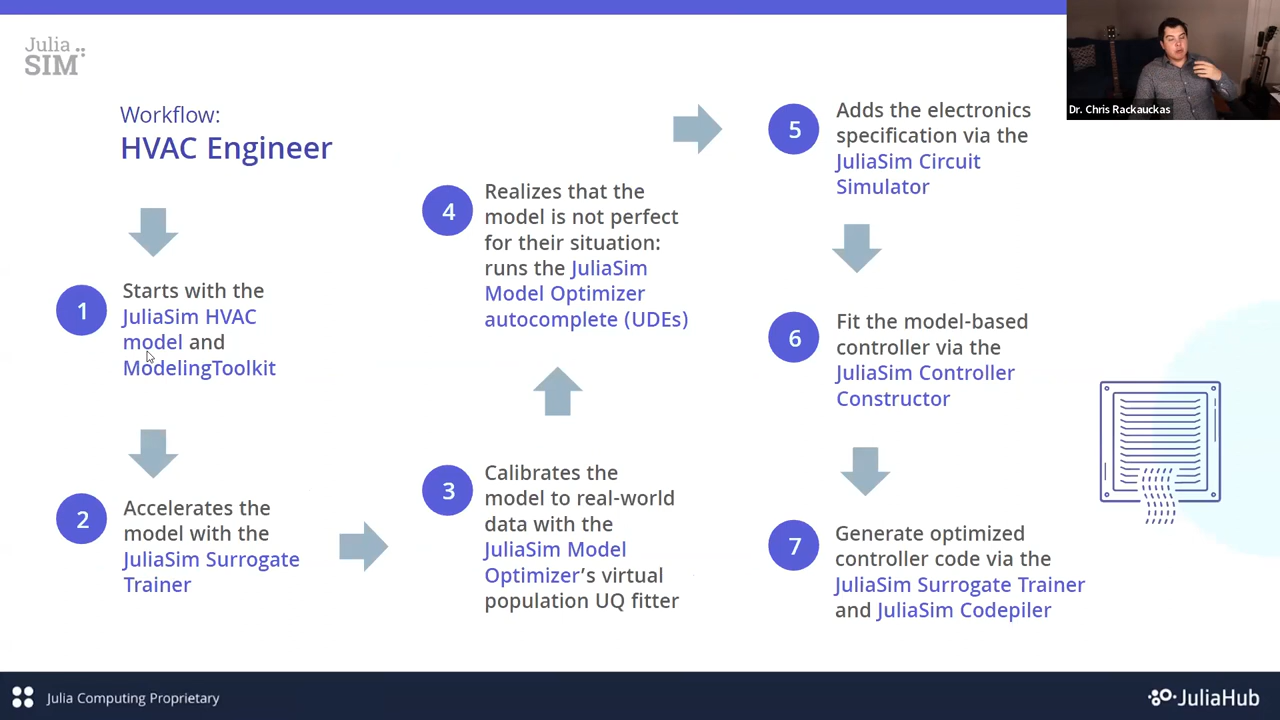 Julia
SIM
Workflow:
HVAC Engineer
1
Starts with the
JuliaSim HVAC
model and
ModelingToolkit
2
Accelerates the
model with the
JuliaSim Surrogate
Trainer
3
Calibrates the
model to real-world
data with the
JuliaSim Model
Optimizer’s virtual
population UQ fitter
4
Realizes that the
model is not perfect
for their situation:
runs the JuliaSim
Model Optimizer
autocomplete (UDEs)
5
Adds the electronics
specification via the
JuliaSim Circuit
Simulator
6
Fit the model-based
controller via the
JuliaSim Controller
Constructor
7
Generate optimized
controller code via the
JuliaSim Surrogate Trainer
and JuliaSim Codepiler
Dr. Chris Rackauckas
Julia Computing Proprietary
JuliaHub